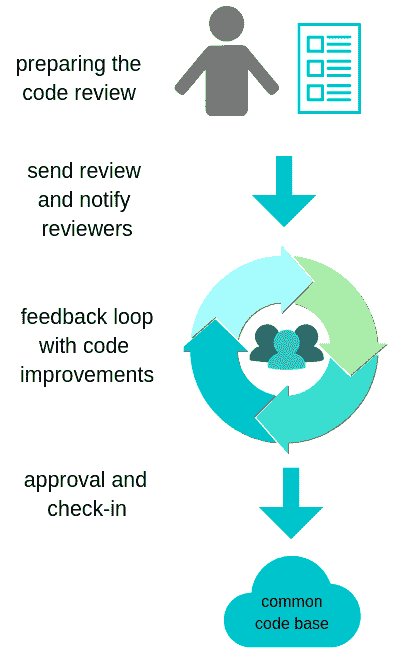 preparing the
code review
send review
and notify
reviewers
feedback loop
with code
improvements
approval and
check-in
common
code base